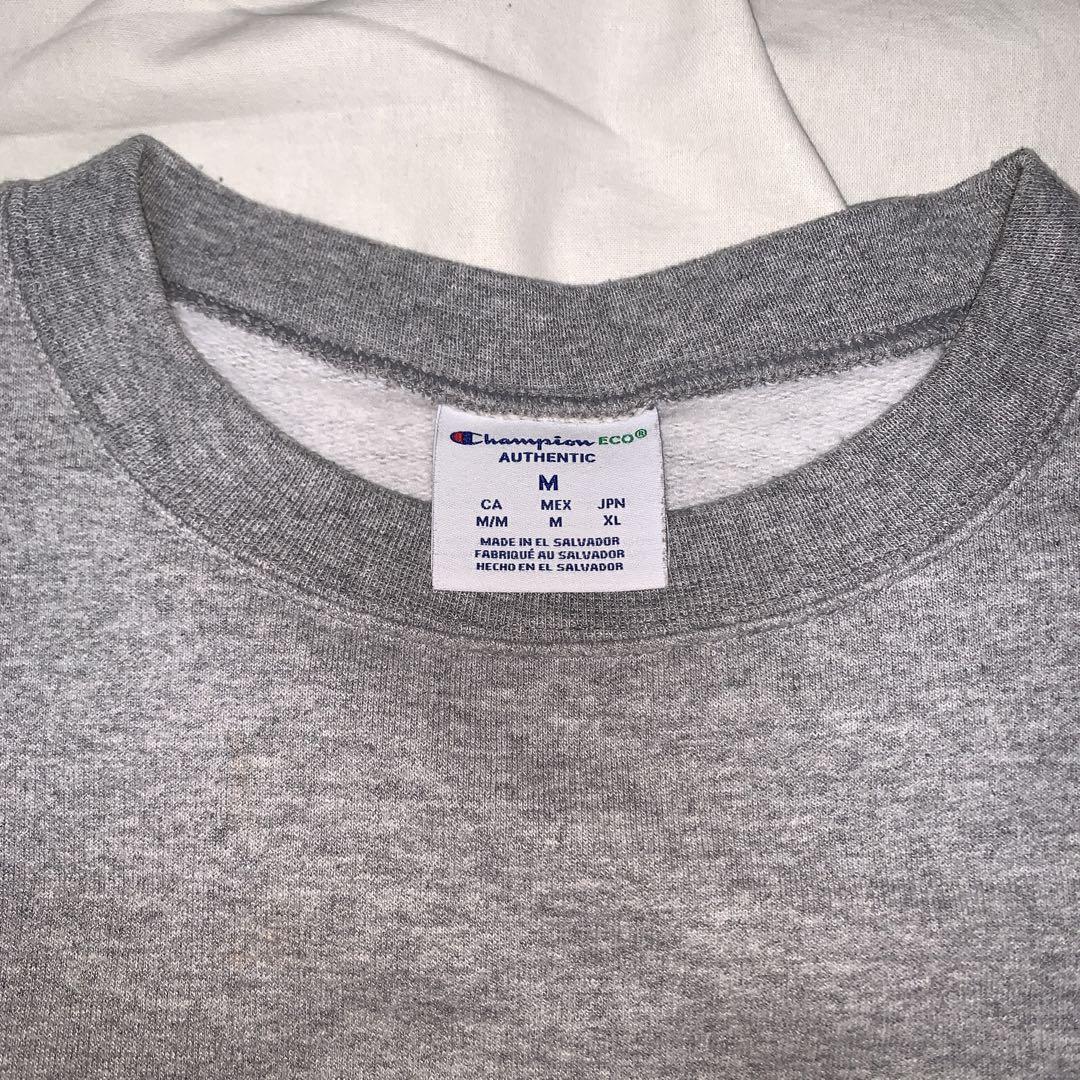 Champion ECO®
AUTHENTIC
M
CA MEX JPN
M/M M XL
MADE IN EL SALVADOR
FABRIQUÉ AU SALVADOR
HECHO EN EL SALVADOR